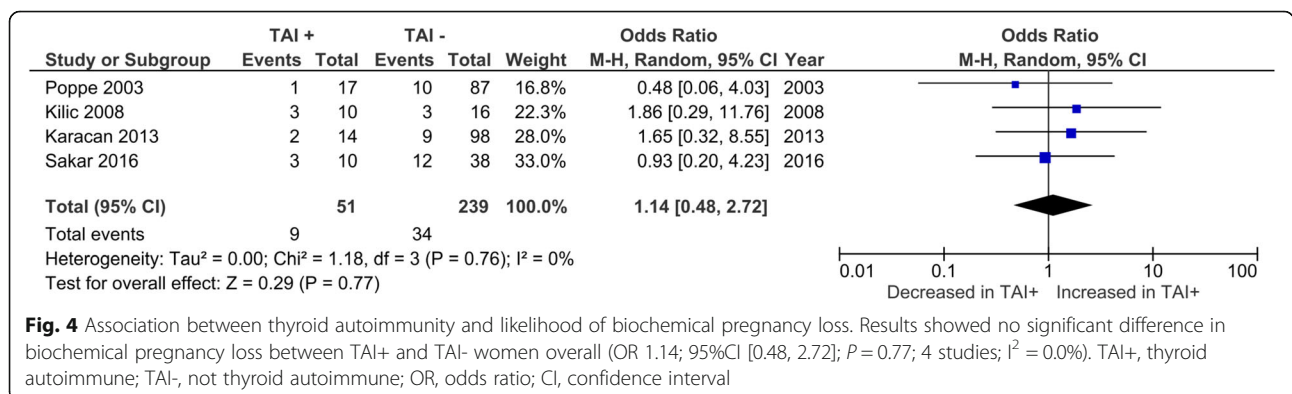 TAI + TAI - Odds Ratio Odds Ratio
Study or Subgroup Events Total Events Total Weight M-H, Random, 95% CI Year M-H, Random, 95% CI
Poppe 2003 1 17 10 87 16.8% 0.48 [0.06, 4.03] 2003
Kilic 2008 3 10 3 16 22.3% 1.86 [0.29, 11.76] 2008
Karacan 2013 2 14 9 98 28.0% 1.65 [0.32, 8.55] 2013
Sakar 2016 3 10 12 38 33.0% 0.93 [0.20, 4.23] 2016
Total (95% CI) 51 239 100.0% 1.14 [0.48, 2.72]
Total events 9 34
Heterogeneity: Tau² = 0.00; Chi² = 1.18, df = 3 (P = 0.76); I² = 0%
Test for overall effect: Z = 0.29 (P = 0.77)
0.01 0.1 1 10 100
Decreased in TAI+ Increased in TAI+
Fig. 4 Association between thyroid autoimmunity and likelihood of biochemical pregnancy loss. Results showed no significant difference in
biochemical pregnancy loss between TAI+ and TAI- women overall (OR 1.14; 95%CI [0.48, 2.72]; P = 0.77; 4 studies; I² = 0.0%). TAI+, thyroid
autoimmune; TAI-, not thyroid autoimmune; OR, odds ratio; CI, confidence interval